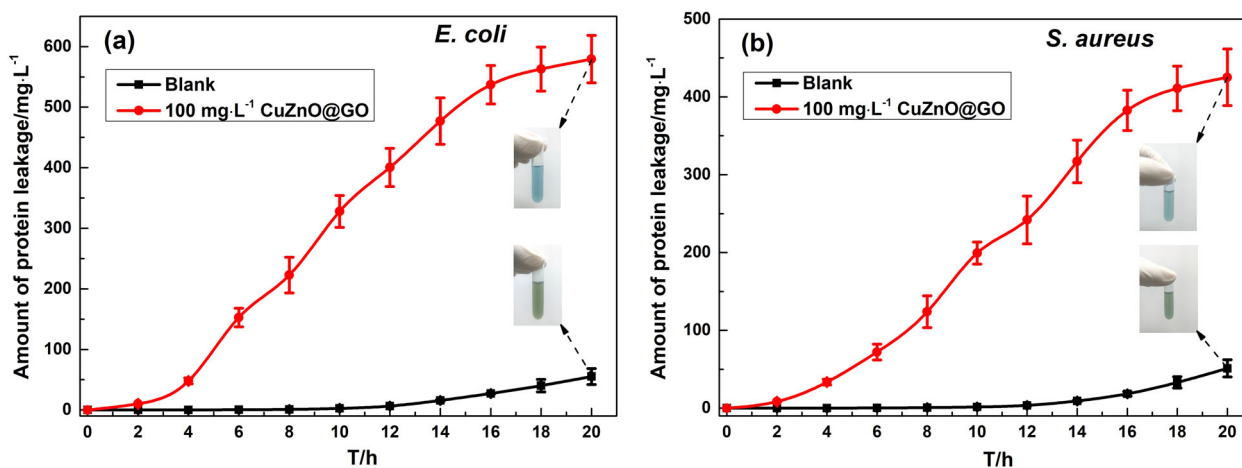 (a)
E. coli
Blank
100 mg·L⁻¹ CuZnO@GO
Amount of protein leakage/mg·L⁻¹
600
500
400
300
200
100
0
0 2 4 6 8 10 12 14 16 18 20
T/h
(b)
S. aureus
Blank
100 mg·L⁻¹ CuZnO@GO
Amount of protein leakage/mg·L⁻¹
500
400
300
200
100
0
0 2 4 6 8 10 12 14 16 18 20
T/h